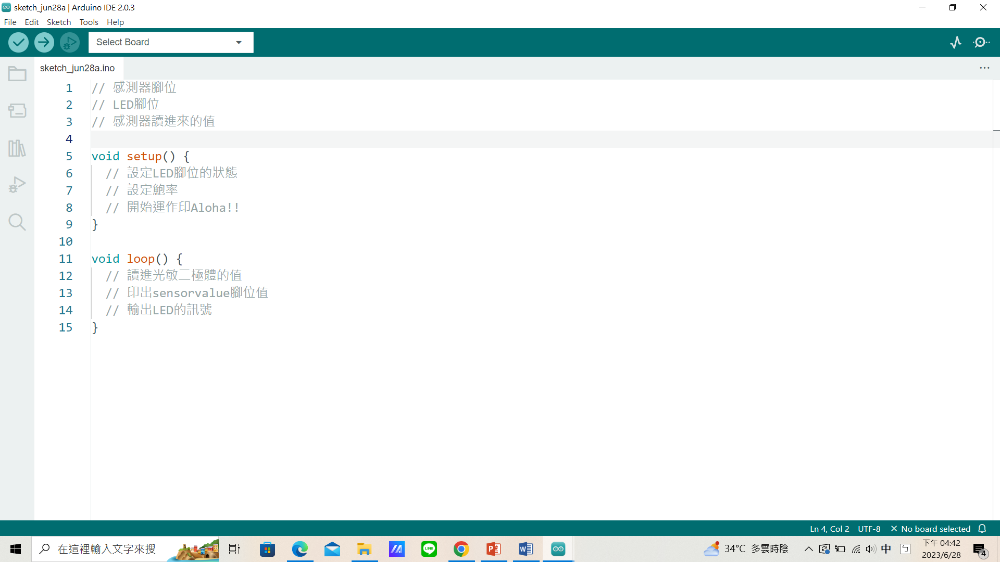 sketch_jun28a | Arduino IDE 2.0.3
File Edit Sketch Tools Help
Select Board
sketch_jun28a.ino
1 // 感測器腳位
2 // LED腳位
3 // 感測器讀進來的值
4
5 void setup() {
6 // 設定LED腳位的狀態
7 // 設定鮑率
8 // 開始運作印Aloha!!
9 }
10
11 void loop() {
12 // 讀進光敏二極體的值
13 // 印出sensorvalue腳位值
14 // 輸出LED的訊號
15 }
Ln 4, Col 2 UTF-8 × No board selected
在這裡輸入文字來搜
LINE
34°C 多雲時陰
中
ㄅ
下午 04:42
2023/6/28
4